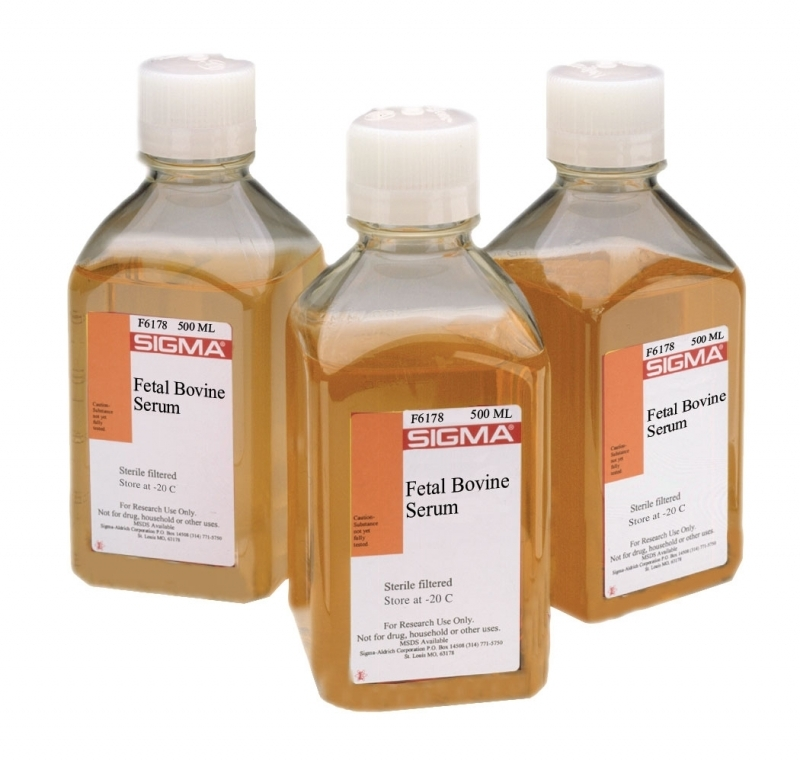 F6178 500 ML
SIGMA®
Fetal Bovine
Serum
Caution-
Substance
not yet
fully
tested.
Sterile filtered
Store at -20 C
For Research Use Only.
Not for drug, household or other uses.
MSDS Available
Sigma-Aldrich Corporation P.O. Box 14508 (314) 771-5750
St. Louis MO, 63178
F6178 500 ML
SIGMA®
Fetal Bovine
Serum
Caution-
Substance
not yet
fully
tested.
Sterile filtered
Store at -20 C
For Research Use Only.
Not for drug, household or other uses.
MSDS Available
Sigma-Aldrich Corporation P.O. Box 14508 (314) 771-5750
St. Louis MO, 63178
F6178 500 ML
SIGMA®
Fetal Bovine
Serum
Caution-
Substance
not yet
fully
tested.
Sterile filtered
Store at -20 C
For Research Use Only.
Not for drug, household or other uses.
MSDS Available
Sigma-Aldrich Corporation P.O. Box 14508 (314) 771-5750
St. Louis MO, 63178